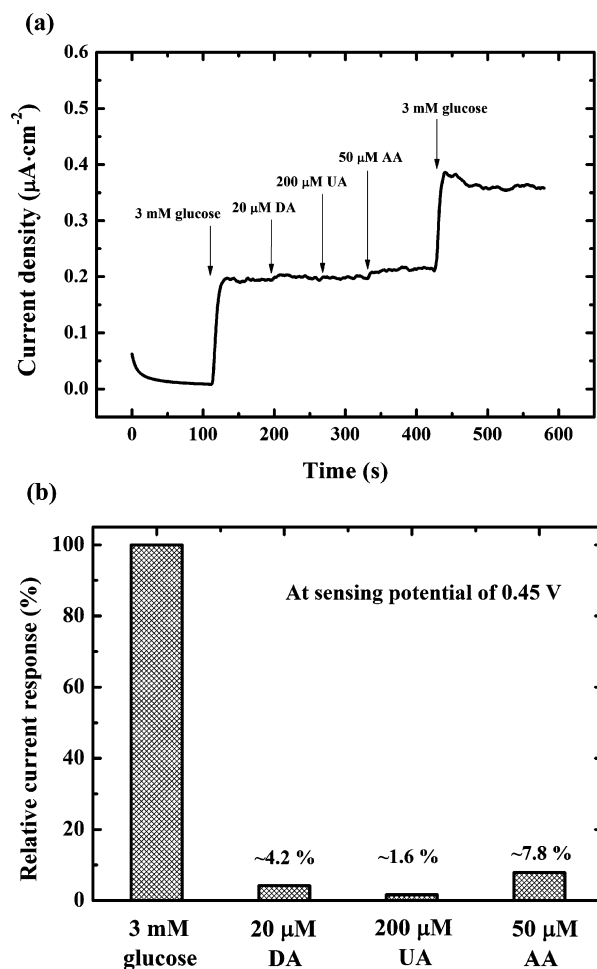 (a)
0.6
0.5
0.4
0.3
0.2
0.1
0.0
Current density (μA·cm⁻²)
3 mM glucose
20 μM DA
200 μM UA
50 μM AA
3 mM glucose
0 100 200 300 400 500 600
Time (s)
(b)
100
80
60
40
20
0
Relative current response (%)
At sensing potential of 0.45 V
~4.2 %
~1.6 %
~7.8 %
3 mM glucose
20 μM DA
200 μM UA
50 μM AA